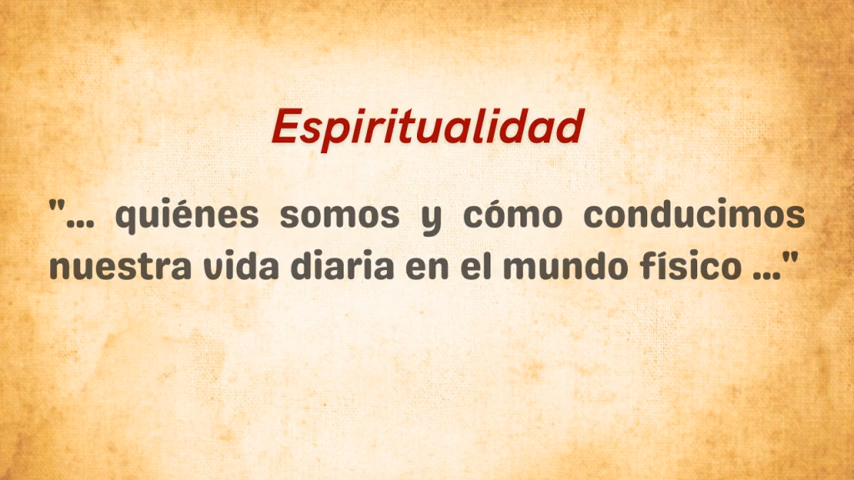 Espiritualidad
"... quiénes somos y cómo conducimos
nuestra vida diaria en el mundo físico ..."